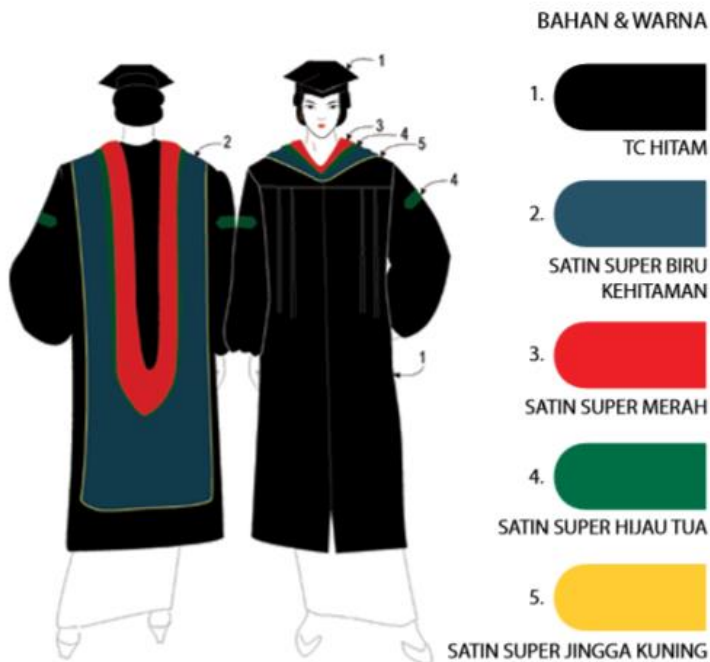 BAHAN & WARNA
1.
TC HITAM
2.
SATIN SUPER BIRU
KEHITAMAN
3.
SATIN SUPER MERAH
4.
SATIN SUPER HIJAU TUA
5.
SATIN SUPER JINGGA KUNING
1
2
3
4
5
4
1